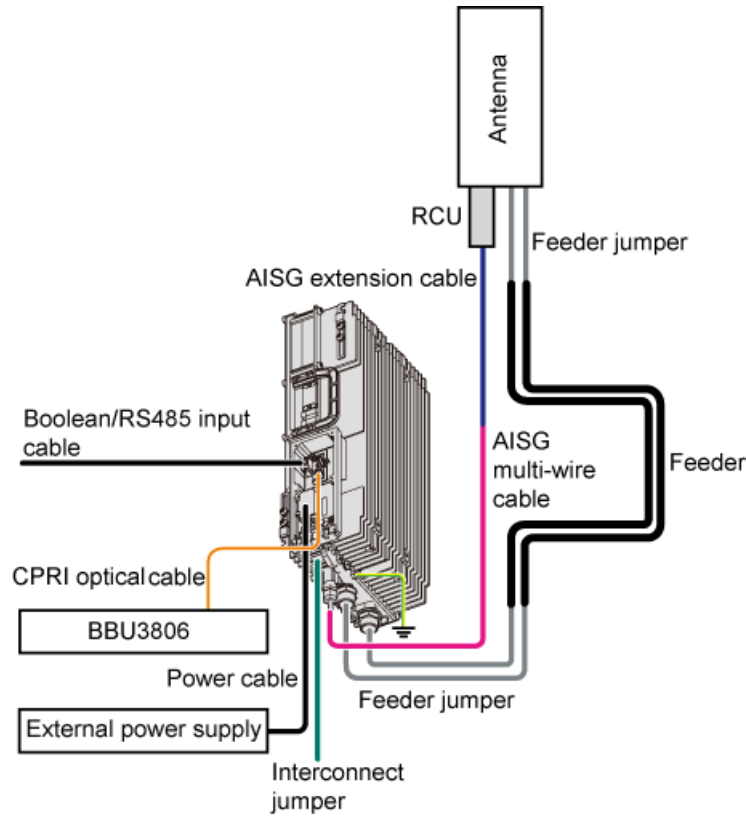 Antenna
RCU
Feeder jumper
AISG extension cable
Boolean/RS485 input
cable
AISG
multi-wire
cable
Feeder
CPRI optical cable
BBU3806
Power cable
Feeder jumper
External power supply
Interconnect
jumper